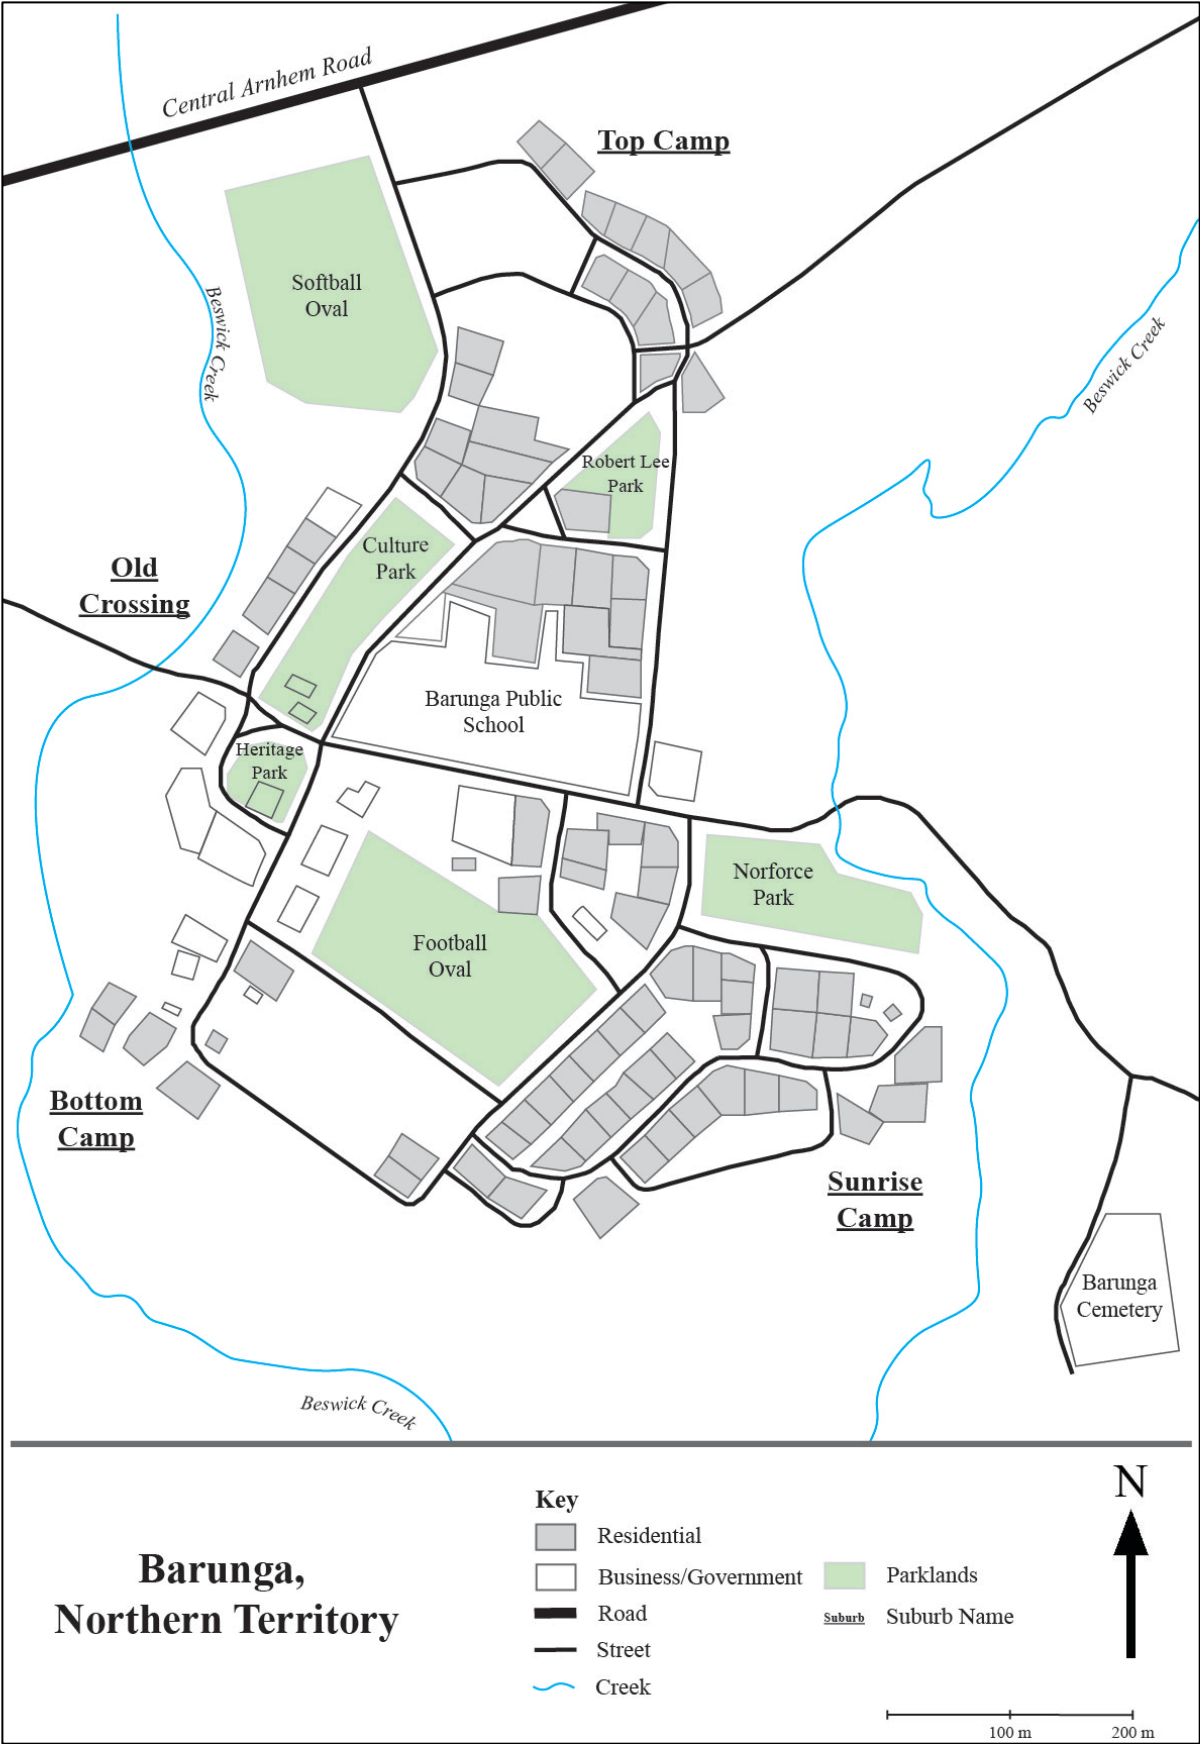 Central Arnhem Road
Top Camp
Softball
Oval
Beswick Creek
Beswick Creek
Robert Lee
Park
Culture
Park
Old
Crossing
Barunga Public
School
Heritage
Park
Norforce
Park
Football
Oval
Bottom
Camp
Sunrise
Camp
Barunga
Cemetery
Beswick Creek
Barunga,
Northern Territory
Key
Residential
Business/Government
Road
Street
Creek
Parklands
Suburb Suburb Name
N
100 m 200 m